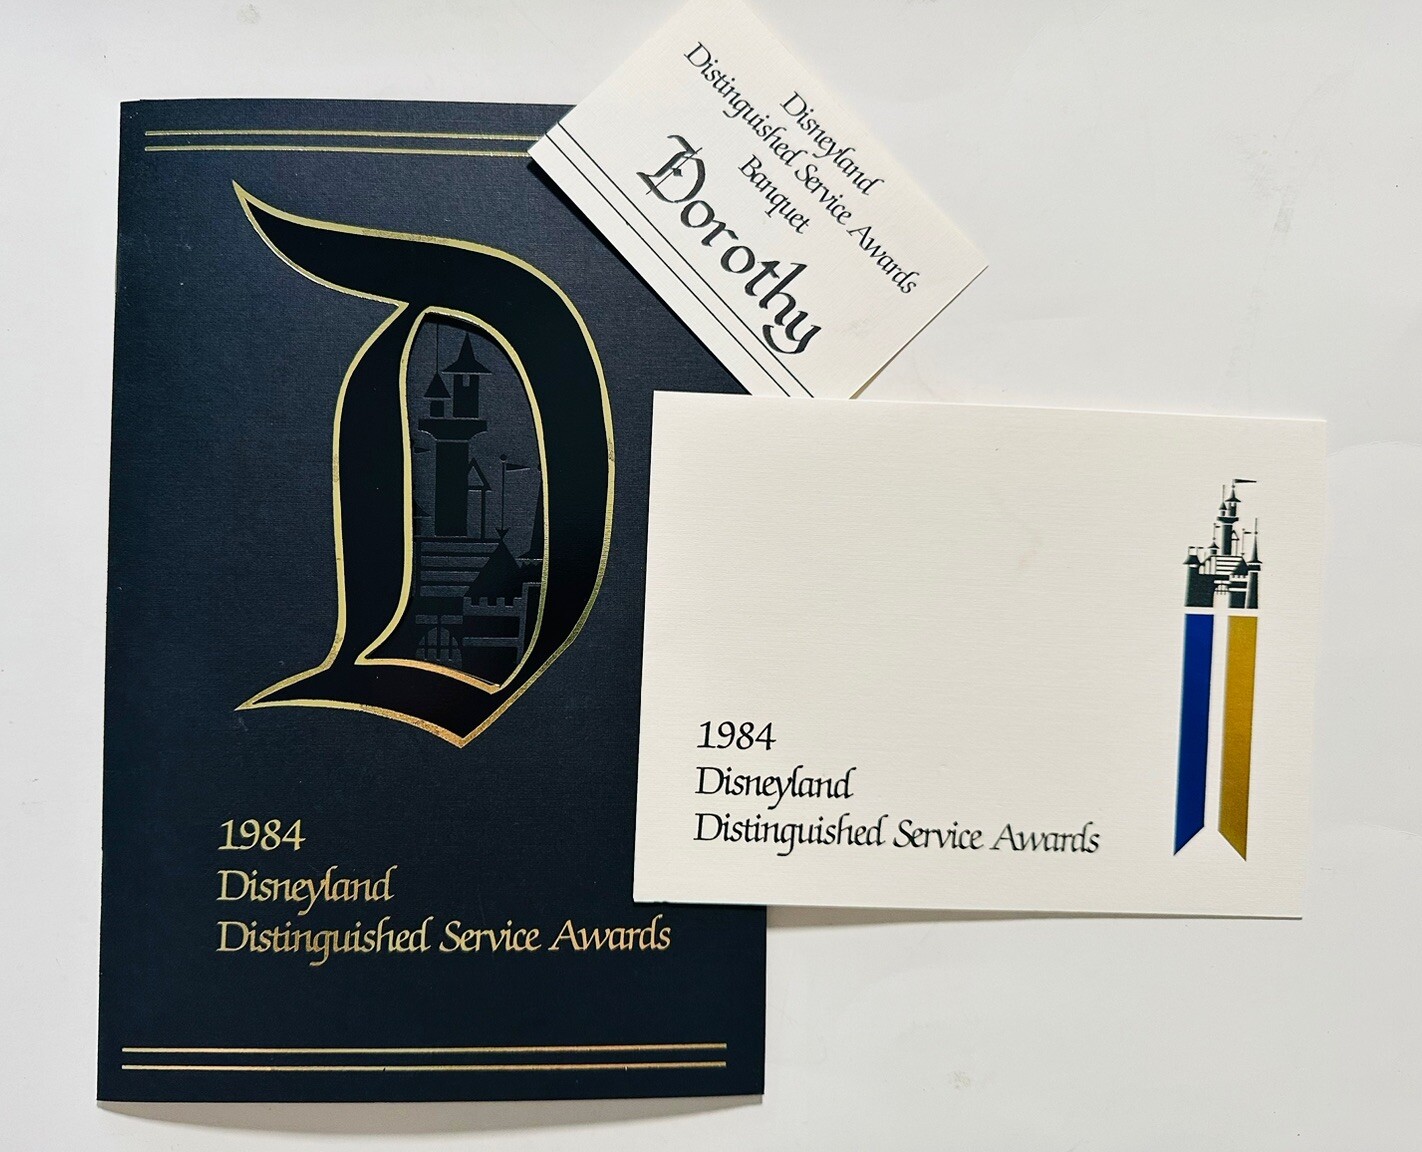 D
1984
Disneyland
Distinguished Service Awards
Disneyland
Distinguished Service Awards
Banquet
Dorothy
1984
Disneyland
Distinguished Service Awards